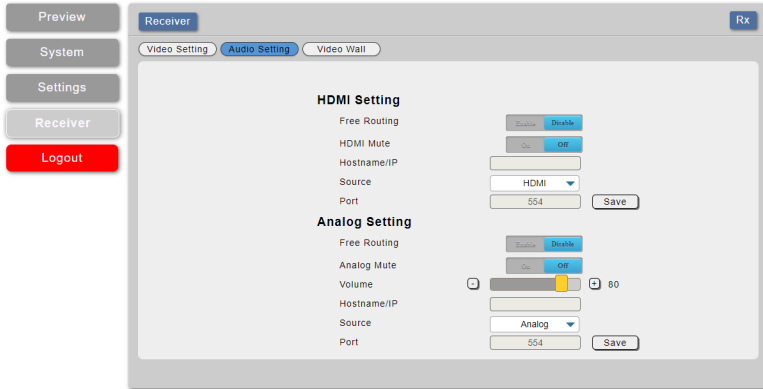 Preview
System
Settings
Receiver
Logout
Receiver
Rx
Video Setting
Audio Setting
Video Wall
HDMI Setting
Free Routing
Enable Disable
HDMI Mute
On Off
Hostname/IP
Source
HDMI
Port
554
Save
Analog Setting
Free Routing
Enable Disable
Analog Mute
On Off
Volume
- + 80
Hostname/IP
Source
Analog
Port
554
Save